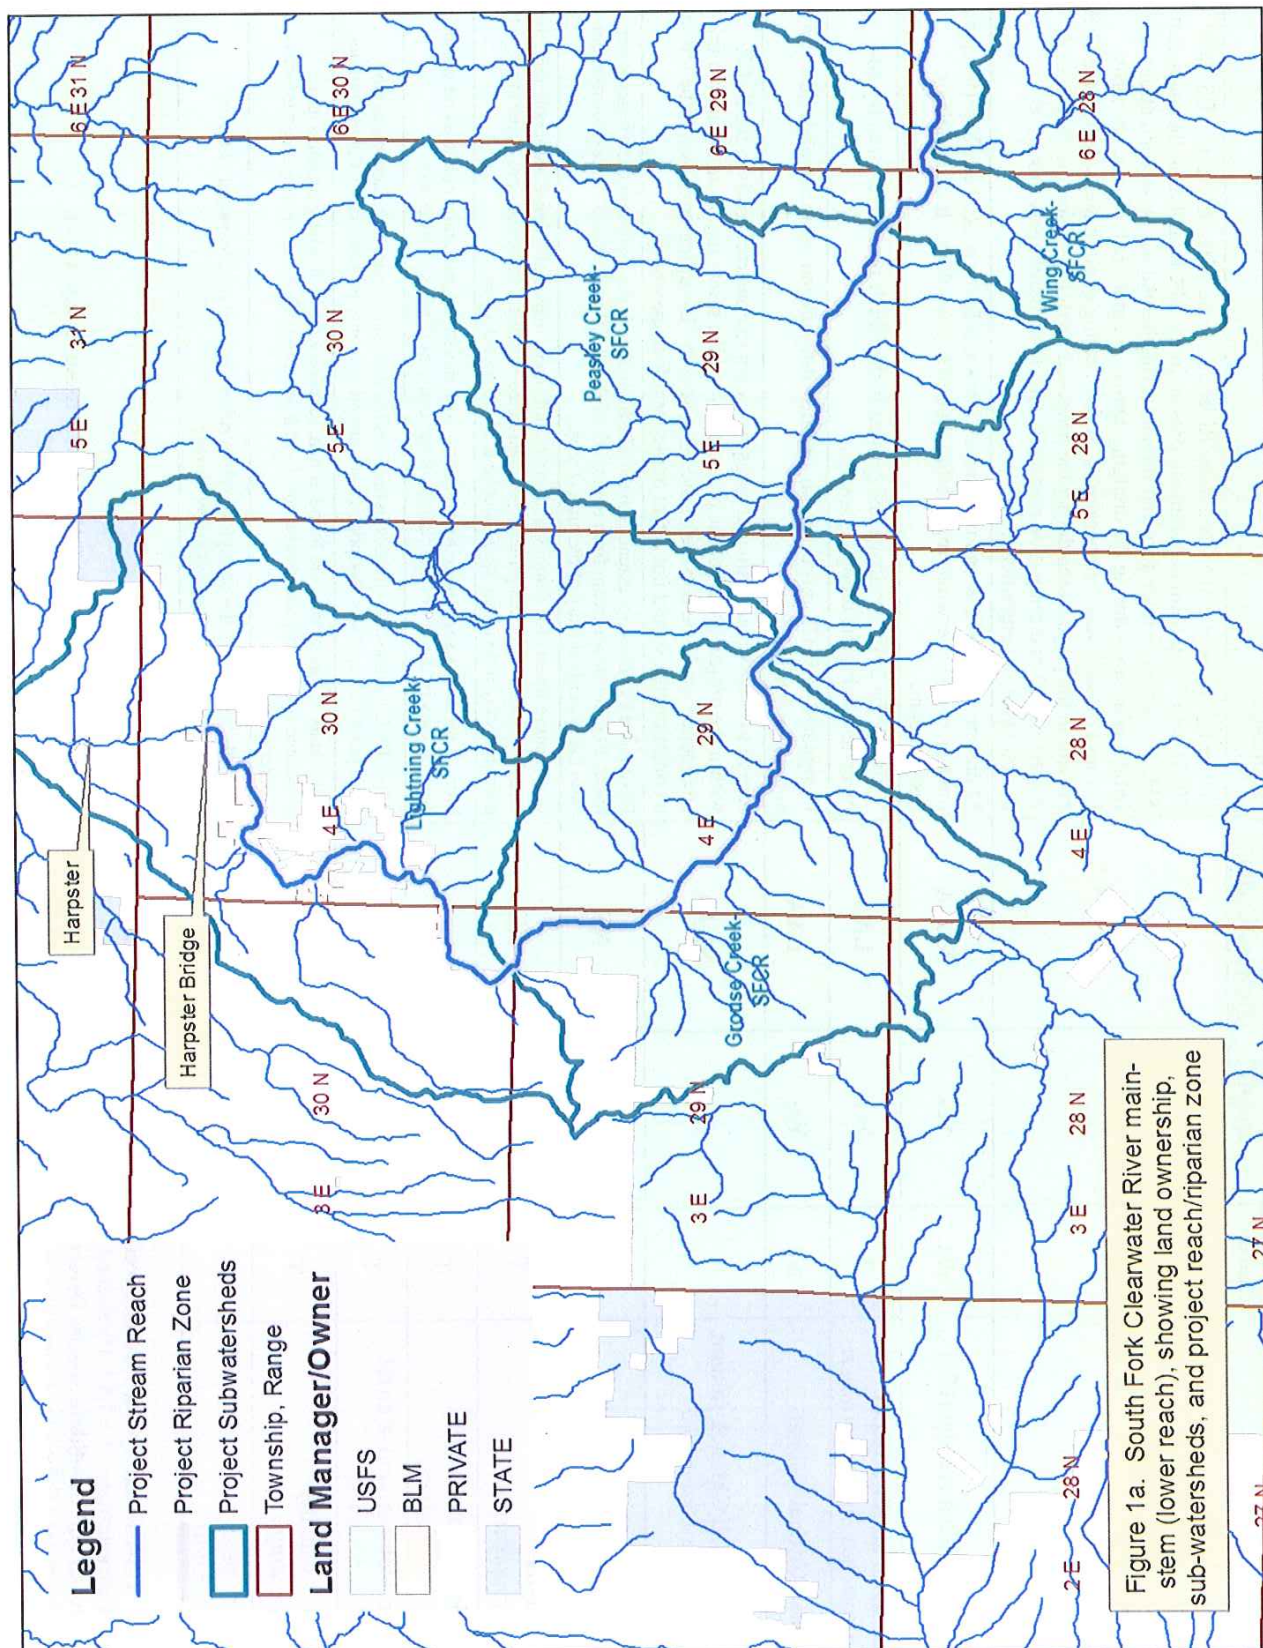 Legend
Project Stream Reach
Project Riparian Zone
Project Subwatersheds
Township, Range
Land Manager/Owner
USFS
BLM
PRIVATE
STATE
Harpster
Harpster Bridge
5 E 31 N
6 E 31 N
3 E 30 N
4 E 30 N
5 E 30 N
6 E 30 N
Lightning Creek-
SFCR
Peasley Creek-
SFCR
3 E 29 N
4 E 29 N
5 E 29 N
6 E 29 N
Grouse Creek-
SFCR
Wing Creek-
SFCR
2 E 28 N
3 E 28 N
4 E 28 N
5 E 28 N
6 E 28 N
27 N
27 N
Figure 1a. South Fork Clearwater River main-
stem (lower reach), showing land ownership,
sub-watersheds, and project reach/riparian zone